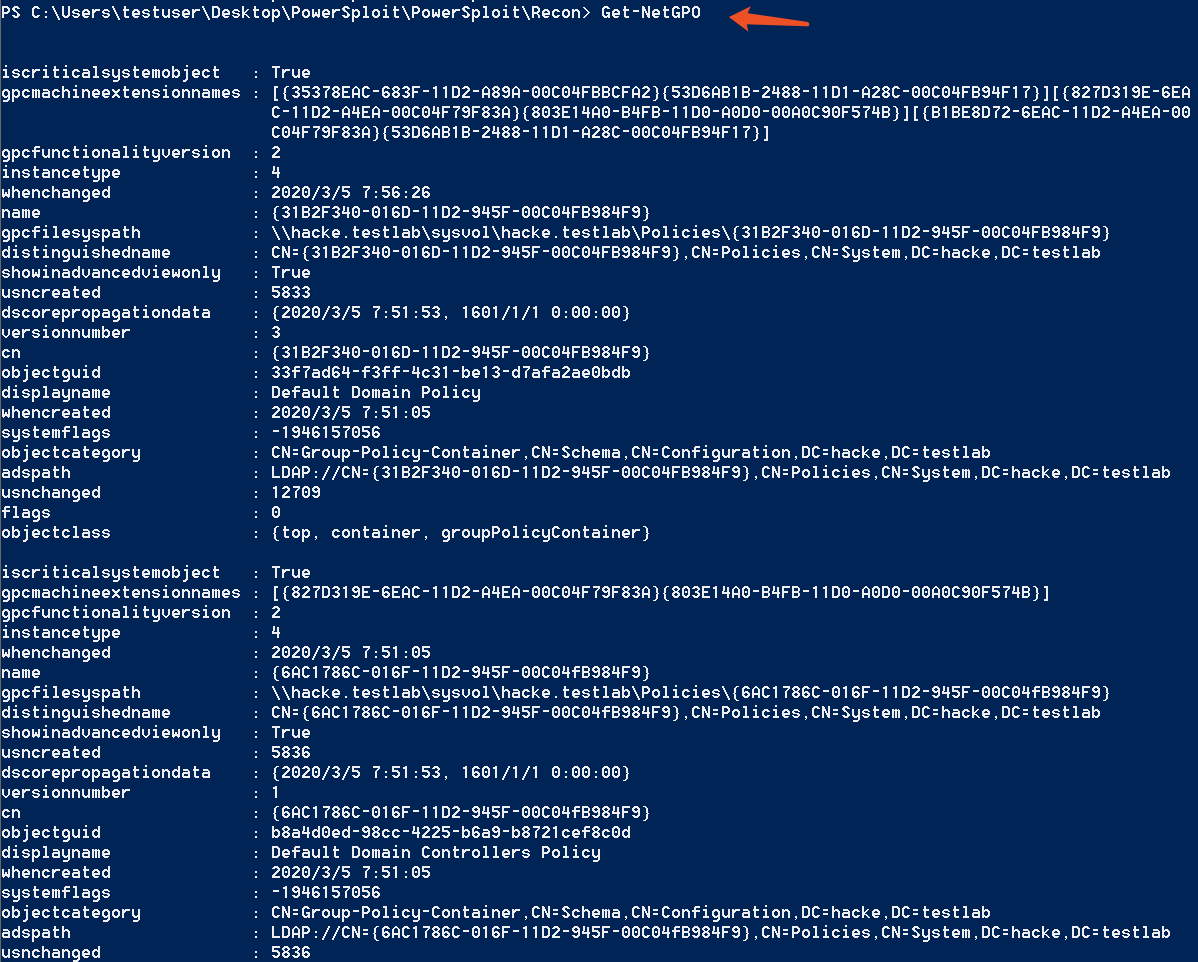 PS C:\Users\testuser\Desktop\PowerSploit\PowerSploit\Recon> Get-NetGPO
iscriticalsystemobject : True
gpcmachineextensionnames : [{35378EAC-683F-11D2-A89A-00C04FBBCFA2}{53D6AB1B-2488-11D1-A28C-00C04FB94F17}][{827D319E-6EA
C-11D2-A4EA-00C04F79F83A}{803E14A0-B4FB-11D0-A0D0-00A0C90F574B}][{B1BE8D72-6EAC-11D2-A4EA-00
C04F79F83A}{53D6AB1B-2488-11D1-A28C-00C04FB94F17}]
gpcfunctionalityversion : 2
instancetype : 4
whenchanged : 2020/3/5 7:56:26
name : {31B2F340-016D-11D2-945F-00C04FB984F9}
gpcfilesyspath : \\hacke.testlab\sysvol\hacke.testlab\Policies\{31B2F340-016D-11D2-945F-00C04FB984F9}
distinguishedname : CN={31B2F340-016D-11D2-945F-00C04FB984F9},CN=Policies,CN=System,DC=hacke,DC=testlab
showinadvancedviewonly : True
usncreated : 5833
dscorepropagationdata : {2020/3/5 7:51:53, 1601/1/1 0:00:00}
versionnumber : 3
cn : {31B2F340-016D-11D2-945F-00C04FB984F9}
objectguid : 33f7ad64-f3ff-4c31-be13-d7afa2ae0bdb
displayname : Default Domain Policy
whencreated : 2020/3/5 7:51:05
systemflags : -1946157056
objectcategory : CN=Group-Policy-Container,CN=Schema,CN=Configuration,DC=hacke,DC=testlab
adspath : LDAP://CN={31B2F340-016D-11D2-945F-00C04FB984F9},CN=Policies,CN=System,DC=hacke,DC=testlab
usnchanged : 12709
flags : 0
objectclass : {top, container, groupPolicyContainer}
iscriticalsystemobject : True
gpcmachineextensionnames : [{827D319E-6EAC-11D2-A4EA-00C04F79F83A}{803E14A0-B4FB-11D0-A0D0-00A0C90F574B}]
gpcfunctionalityversion : 2
instancetype : 4
whenchanged : 2020/3/5 7:51:05
name : {6AC1786C-016F-11D2-945F-00C04fB984F9}
gpcfilesyspath : \\hacke.testlab\sysvol\hacke.testlab\Policies\{6AC1786C-016F-11D2-945F-00C04fB984F9}
distinguishedname : CN={6AC1786C-016F-11D2-945F-00C04fB984F9},CN=Policies,CN=System,DC=hacke,DC=testlab
showinadvancedviewonly : True
usncreated : 5836
dscorepropagationdata : {2020/3/5 7:51:53, 1601/1/1 0:00:00}
versionnumber : 1
cn : {6AC1786C-016F-11D2-945F-00C04fB984F9}
objectguid : b8a4d0ed-98cc-4225-b6a9-b8721cef8c0d
displayname : Default Domain Controllers Policy
whencreated : 2020/3/5 7:51:05
systemflags : -1946157056
objectcategory : CN=Group-Policy-Container,CN=Schema,CN=Configuration,DC=hacke,DC=testlab
adspath : LDAP://CN={6AC1786C-016F-11D2-945F-00C04fB984F9},CN=Policies,CN=System,DC=hacke,DC=testlab
usnchanged : 5836